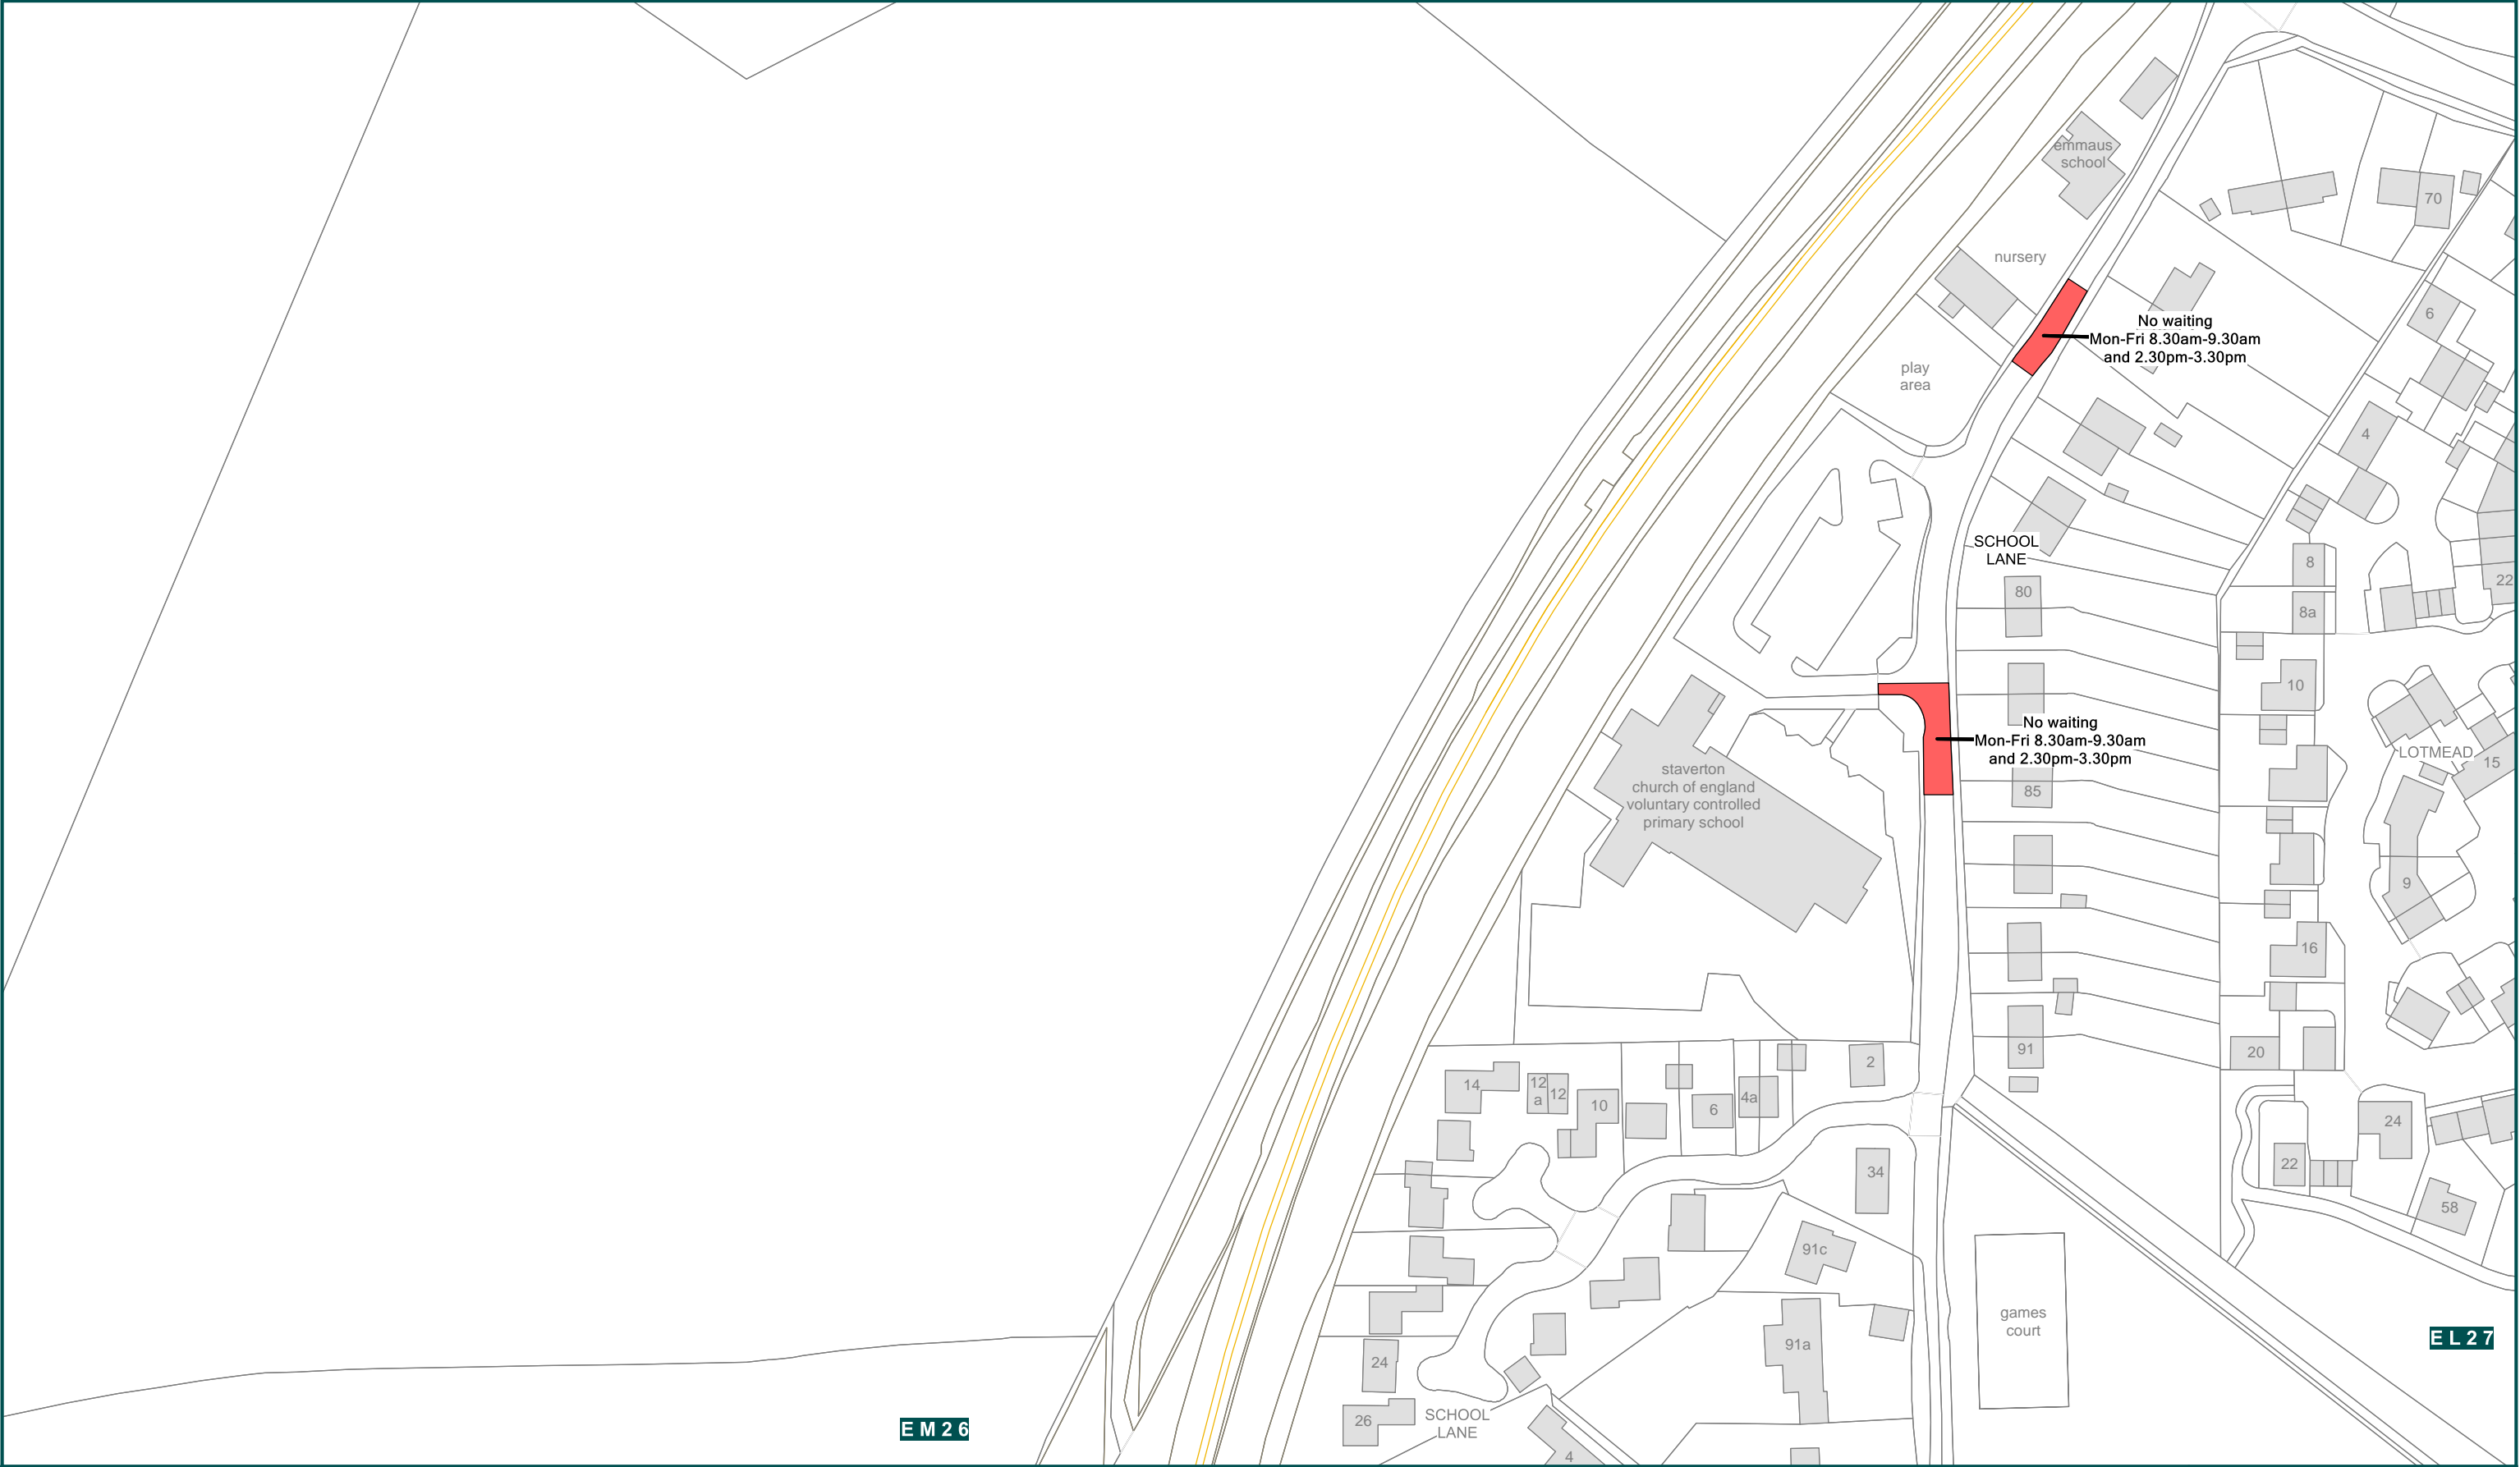 emmaus
school
70
nursery
6
No waiting
Mon-Fri 8.30am-9.30am
and 2.30pm-3.30pm
play
area
4
SCHOOL
LANE
8
22
80
8a
10
No waiting
Mon-Fri 8.30am-9.30am
and 2.30pm-3.30pm
LOTMEAD
15
staverton
church of england
voluntary controlled
primary school
85
9
16
91
20
2
14
12
a
12
10
6
4a
24
22
34
58
91c
games
court
91a
EL27
24
26
SCHOOL
LANE
EM26
4